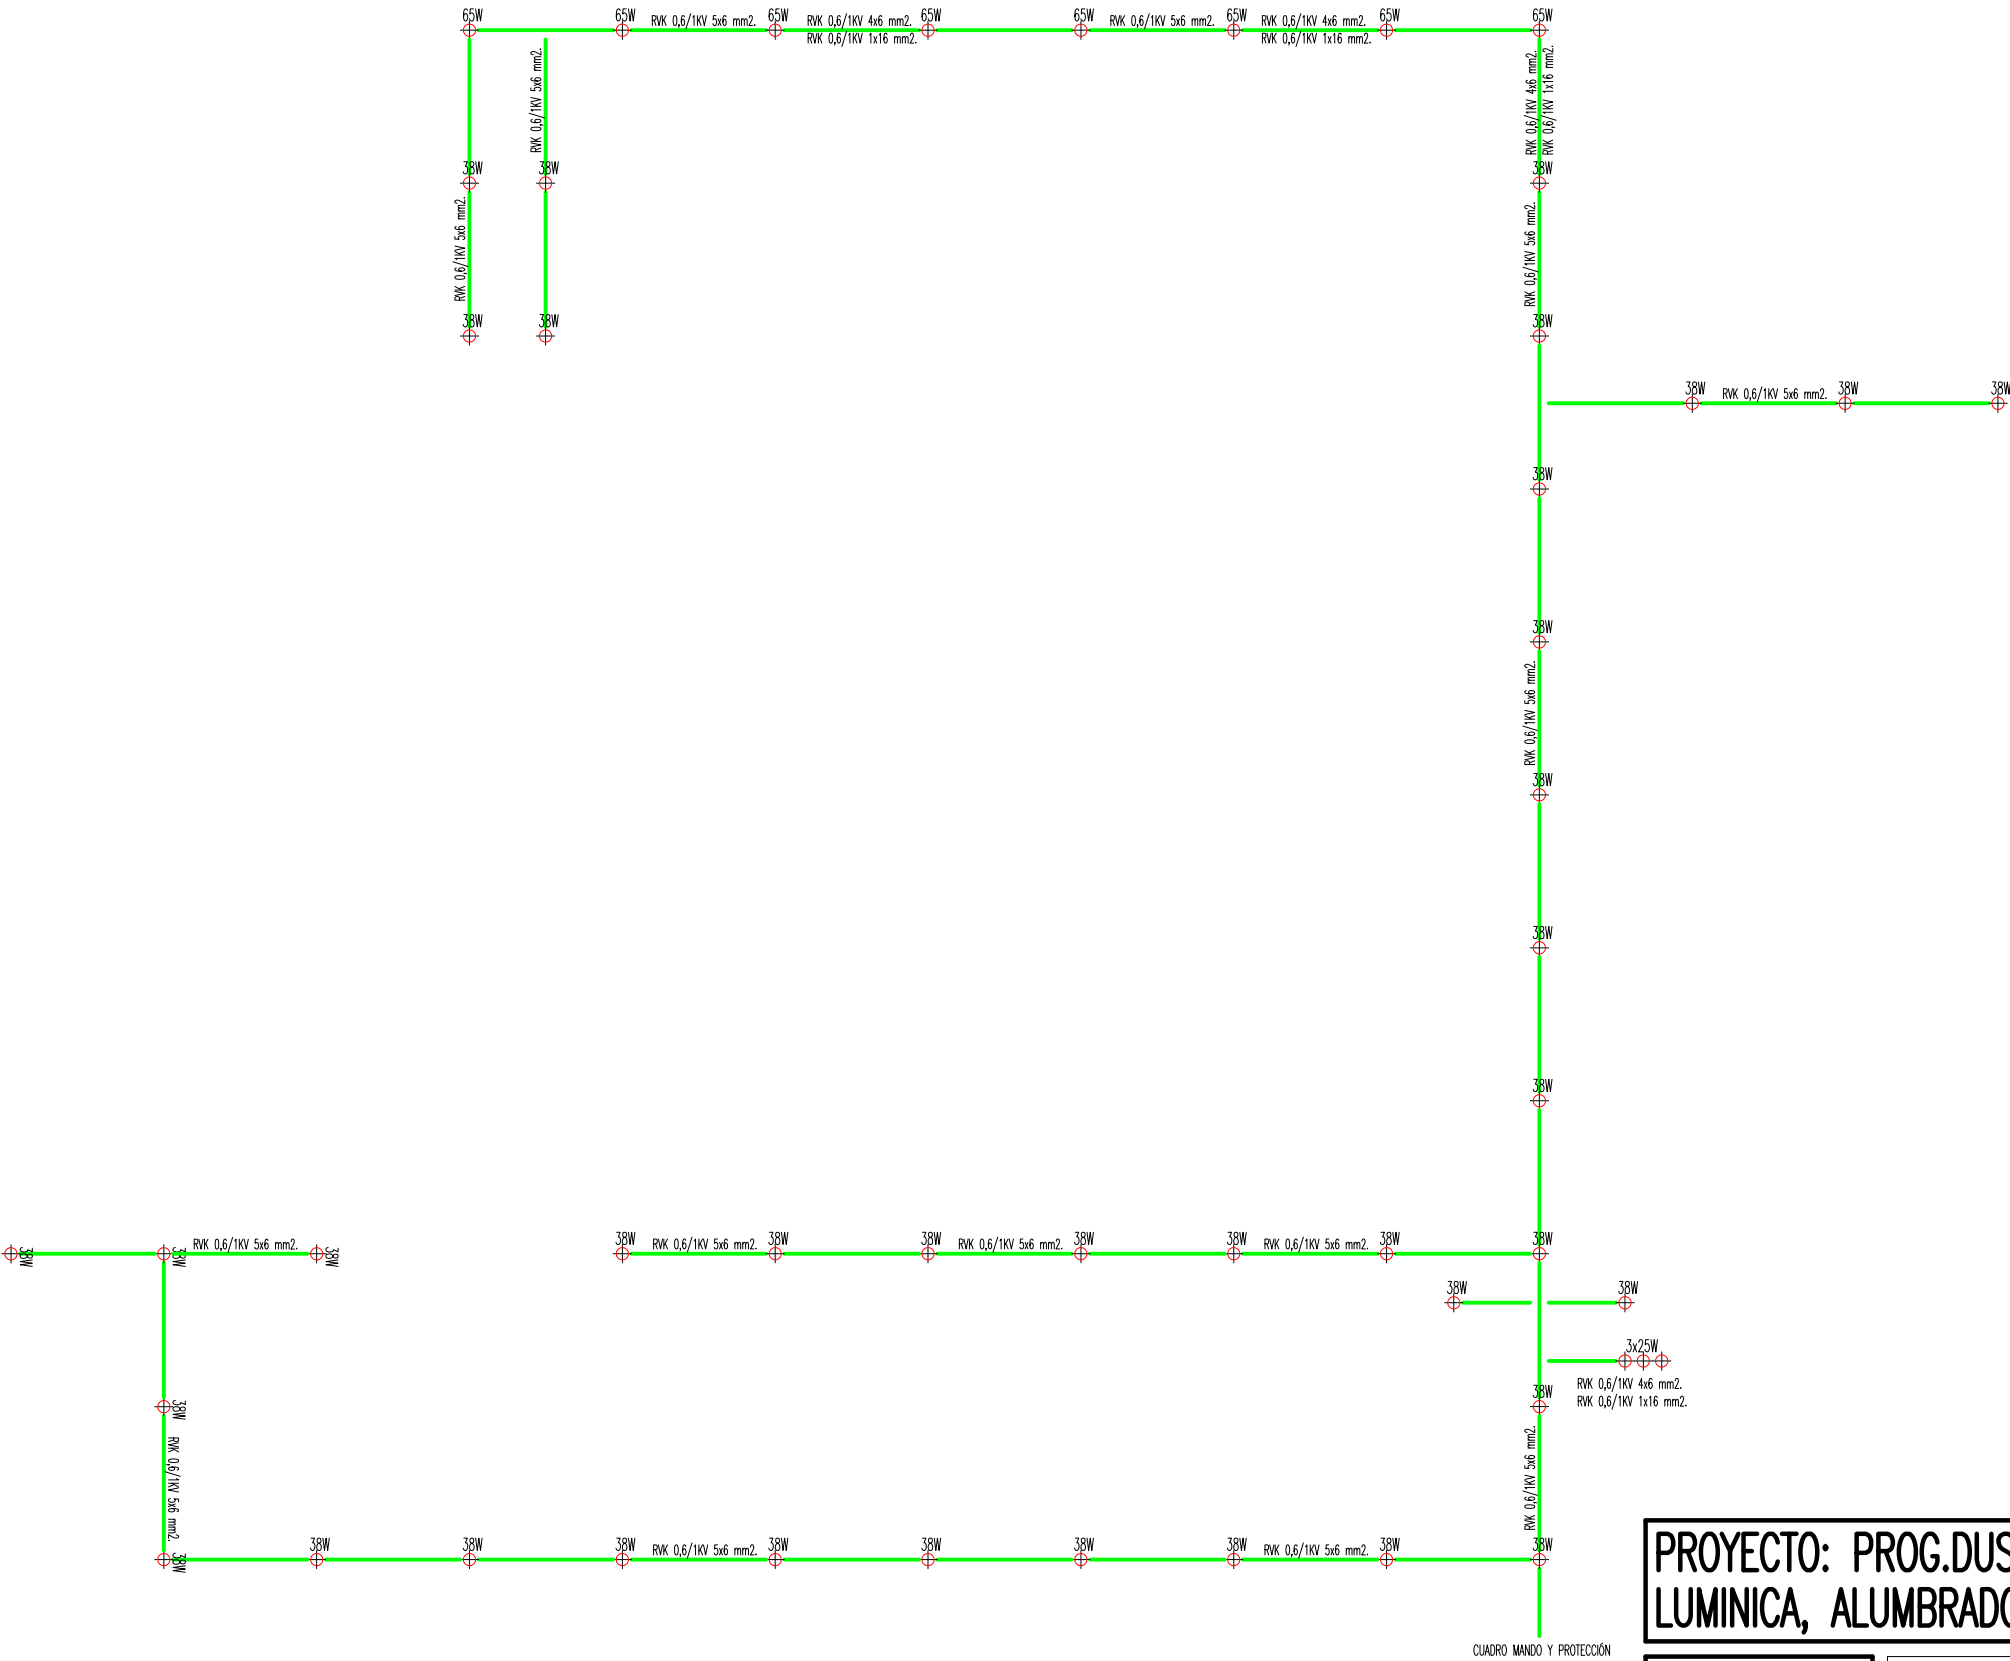 65W
65W
RVK 0,6/1KV 5x6 mm2.
65W
RVK 0,6/1KV 4x6 mm2.
RVK 0,6/1KV 1x16 mm2.
65W
65W
RVK 0,6/1KV 5x6 mm2.
65W
RVK 0,6/1KV 4x6 mm2.
RVK 0,6/1KV 1x16 mm2.
65W
65W
RVK 0,6/1KV 5x6 mm2.
RVK 0,6/1KV 4x6 mm2.
RVK 0,6/1KV 1x16 mm2.
38W
38W
38W
RVK 0,6/1KV 5x6 mm2.
RVK 0,6/1KV 5x6 mm2.
38W
38W
38W
38W
RVK 0,6/1KV 5x6 mm2.
38W
38W
38W
38W
RVK 0,6/1KV 5x6 mm2.
38W
38W
38W
38W
38W
RVK 0,6/1KV 5x6 mm2.
38W
38W
RVK 0,6/1KV 5x6 mm2.
38W
38W
RVK 0,6/1KV 5x6 mm2.
38W
38W
RVK 0,6/1KV 5x6 mm2.
38W
38W
38W
38W
3x25W
RVK 0,6/1KV 4x6 mm2.
RVK 0,6/1KV 1x16 mm2.
38W
38W
RVK 0,6/1KV 5x6 mm2.
RVK 0,6/1KV 5x6 mm2.
38W
38W
38W
38W
RVK 0,6/1KV 5x6 mm2.
38W
38W
38W
38W
RVK 0,6/1KV 5x6 mm2.
38W
38W
PROYECTO: PROG.DUS
LUMINICA, ALUMBRADO
CUADRO MANDO Y PROTECCIÓN